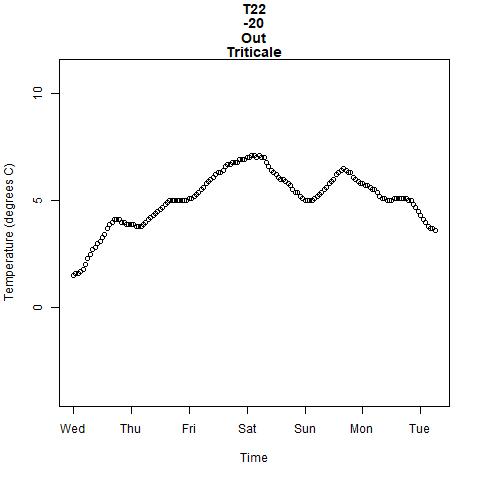 T22
-20
Out
Triticale
Temperature (degrees C)
10
5
0
Wed Thu Fri Sat Sun Mon Tue
Time